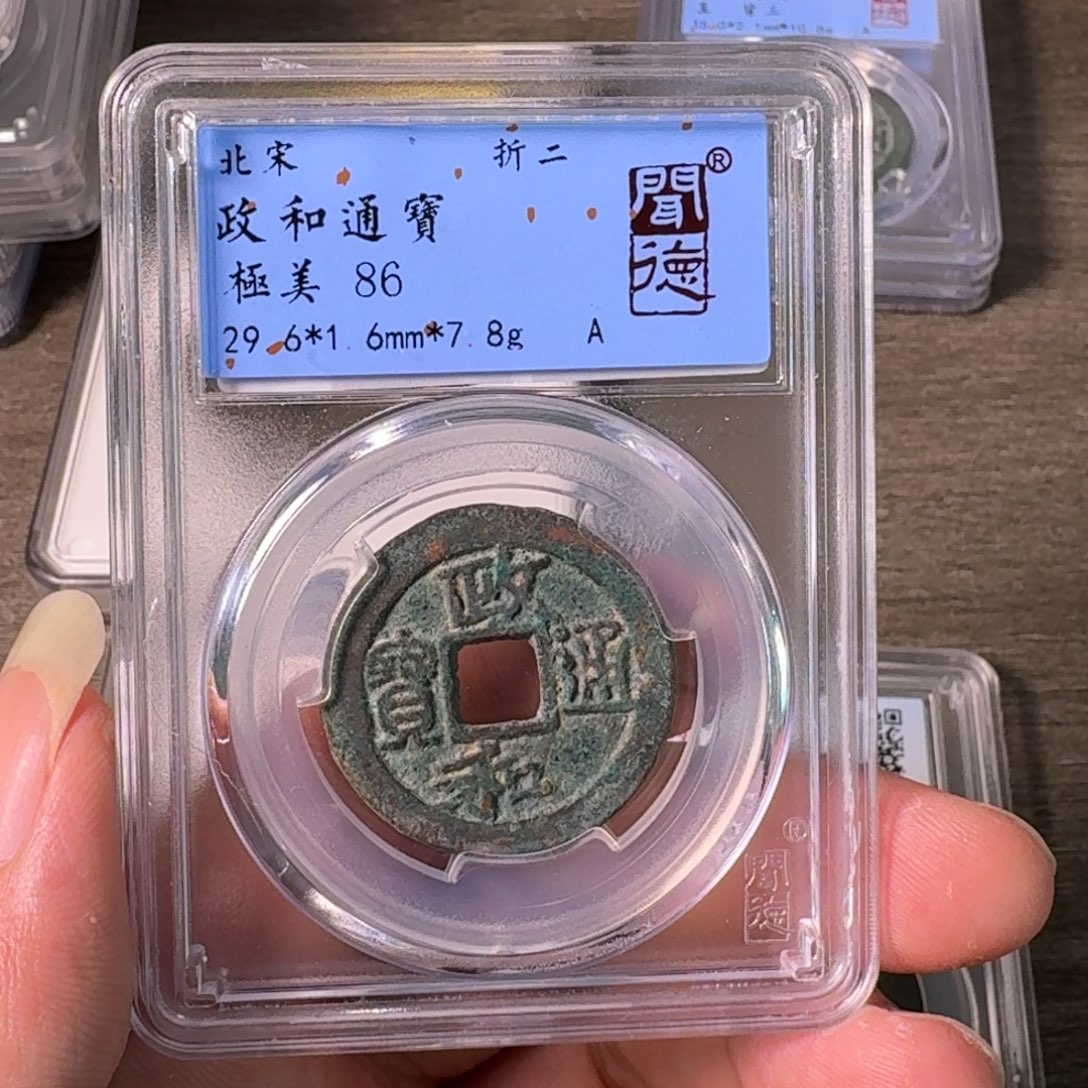 北宋 折二
政和通寶
極美 86
29.6*1.6mm*7.8g A
聞德®
政和通寶
®
聞德